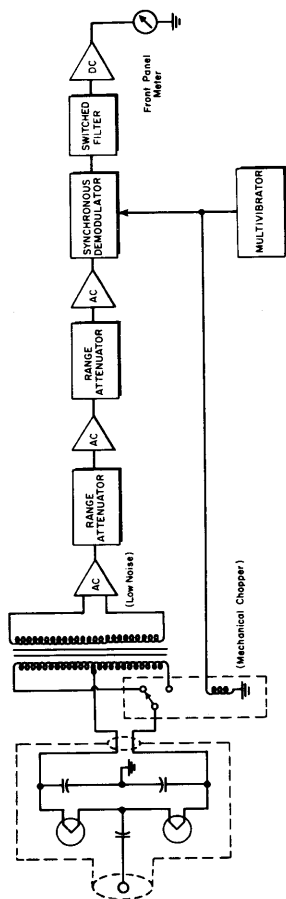 AC
(Low Noise)
RANGE
ATTENUATOR
AC
RANGE
ATTENUATOR
AC
SYNCHRONOUS
DEMODULATOR
SWITCHED
FILTER
DC
Front Panel
Meter
(Mechanical Chopper)
MULTIVIBRATOR